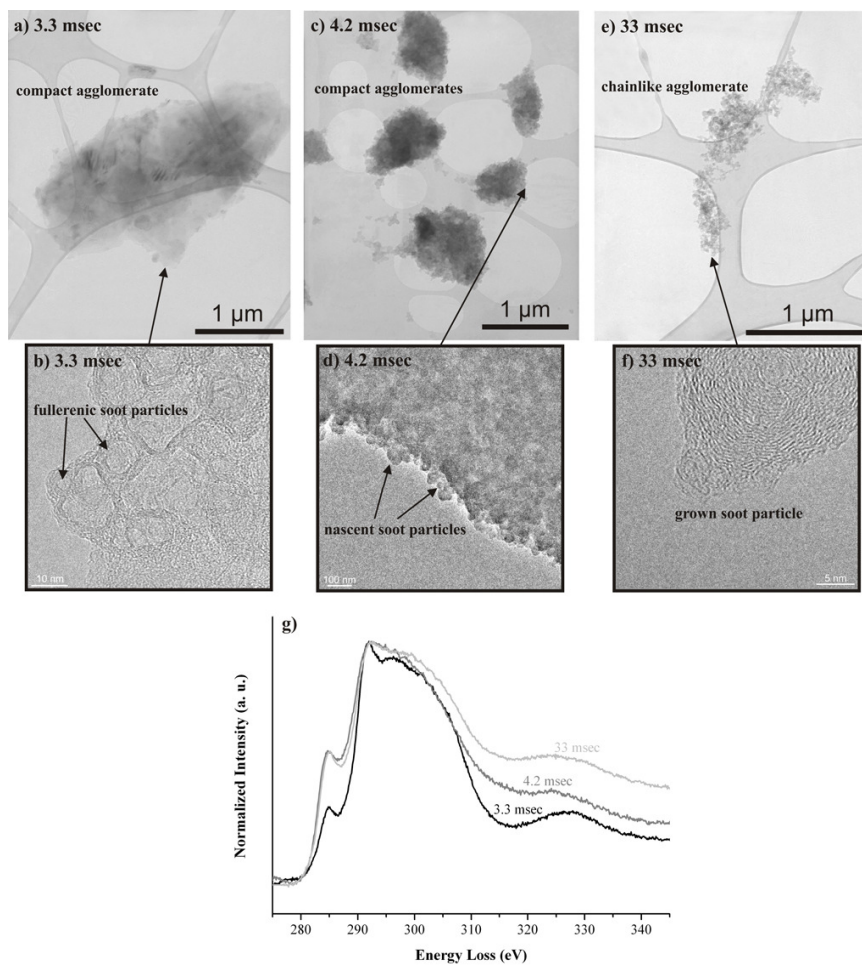 a) 3.3 msec
compact agglomerate
1 μm
c) 4.2 msec
compact agglomerates
1 μm
e) 33 msec
chainlike agglomerate
1 μm
b) 3.3 msec
fullerenic soot particles
10 nm
d) 4.2 msec
nascent soot particles
100 nm
f) 33 msec
grown soot particle
5 nm
g)
Normalized Intensity (a. u.)
33 msec
4.2 msec
3.3 msec
280 290 300 310 320 330 340
Energy Loss (eV)